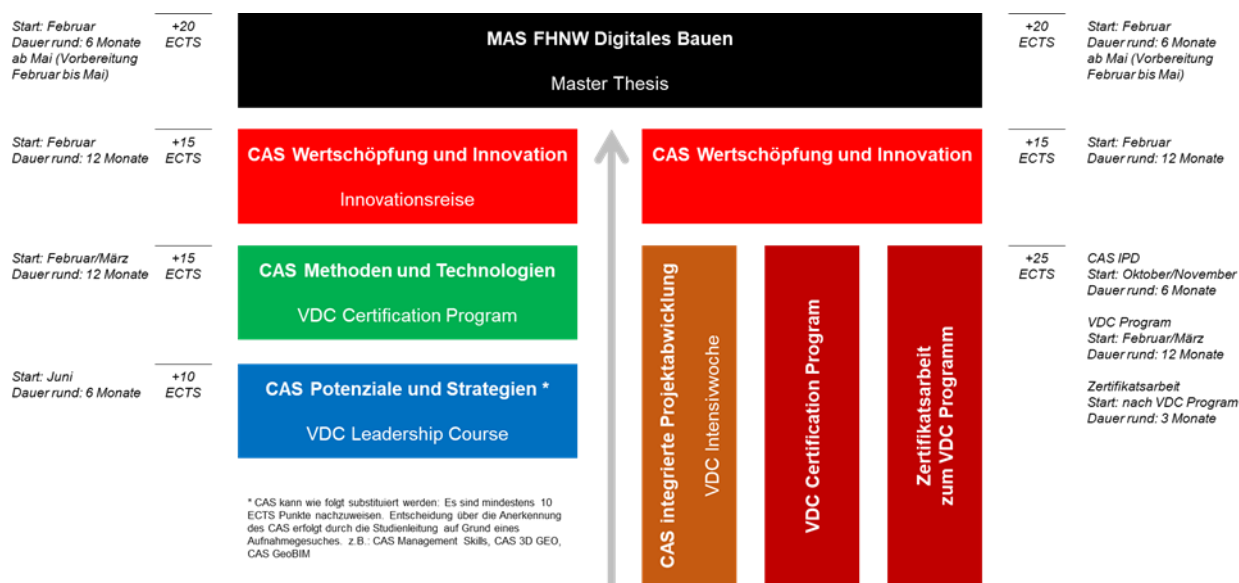 Start: Februar
Dauer rund: 6 Monate
ab Mai (Vorbereitung
Februar bis Mai)
+20
ECTS
MAS FHNW Digitales Bauen
Master Thesis
+20
ECTS
Start: Februar
Dauer rund: 6 Monate
ab Mai (Vorbereitung
Februar bis Mai)
Start: Februar
Dauer rund: 12 Monate
+15
ECTS
CAS Wertschöpfung und Innovation
Innovationsreise
CAS Wertschöpfung und Innovation
+15
ECTS
Start: Februar
Dauer rund: 12 Monate
Start: Februar/März
Dauer rund: 12 Monate
+15
ECTS
CAS Methoden und Technologien
VDC Certification Program
Start: Juni
Dauer rund: 6 Monate
+10
ECTS
CAS Potenziale und Strategien *
VDC Leadership Course
* CAS kann wie folgt substituiert werden: Es sind mindestens 10
ECTS Punkte nachzuweisen. Entscheidung über die Anerkennung
des CAS erfolgt durch die Studienleitung auf Grund eines
Aufnahmegesuches. z.B.: CAS Management Skills, CAS 3D GEO,
CAS GeoBIM
CAS integrierte Projektabwicklung
VDC Intensivwoche
VDC Certification Program
Zertifikatsarbeit
zum VDC Programm
+25
ECTS
CAS IPD
Start: Oktober/November
Dauer rund: 6 Monate
VDC Program
Start: Februar/März
Dauer rund: 12 Monate
Zertifikatsarbeit
Start: nach VDC Program
Dauer rund: 3 Monate